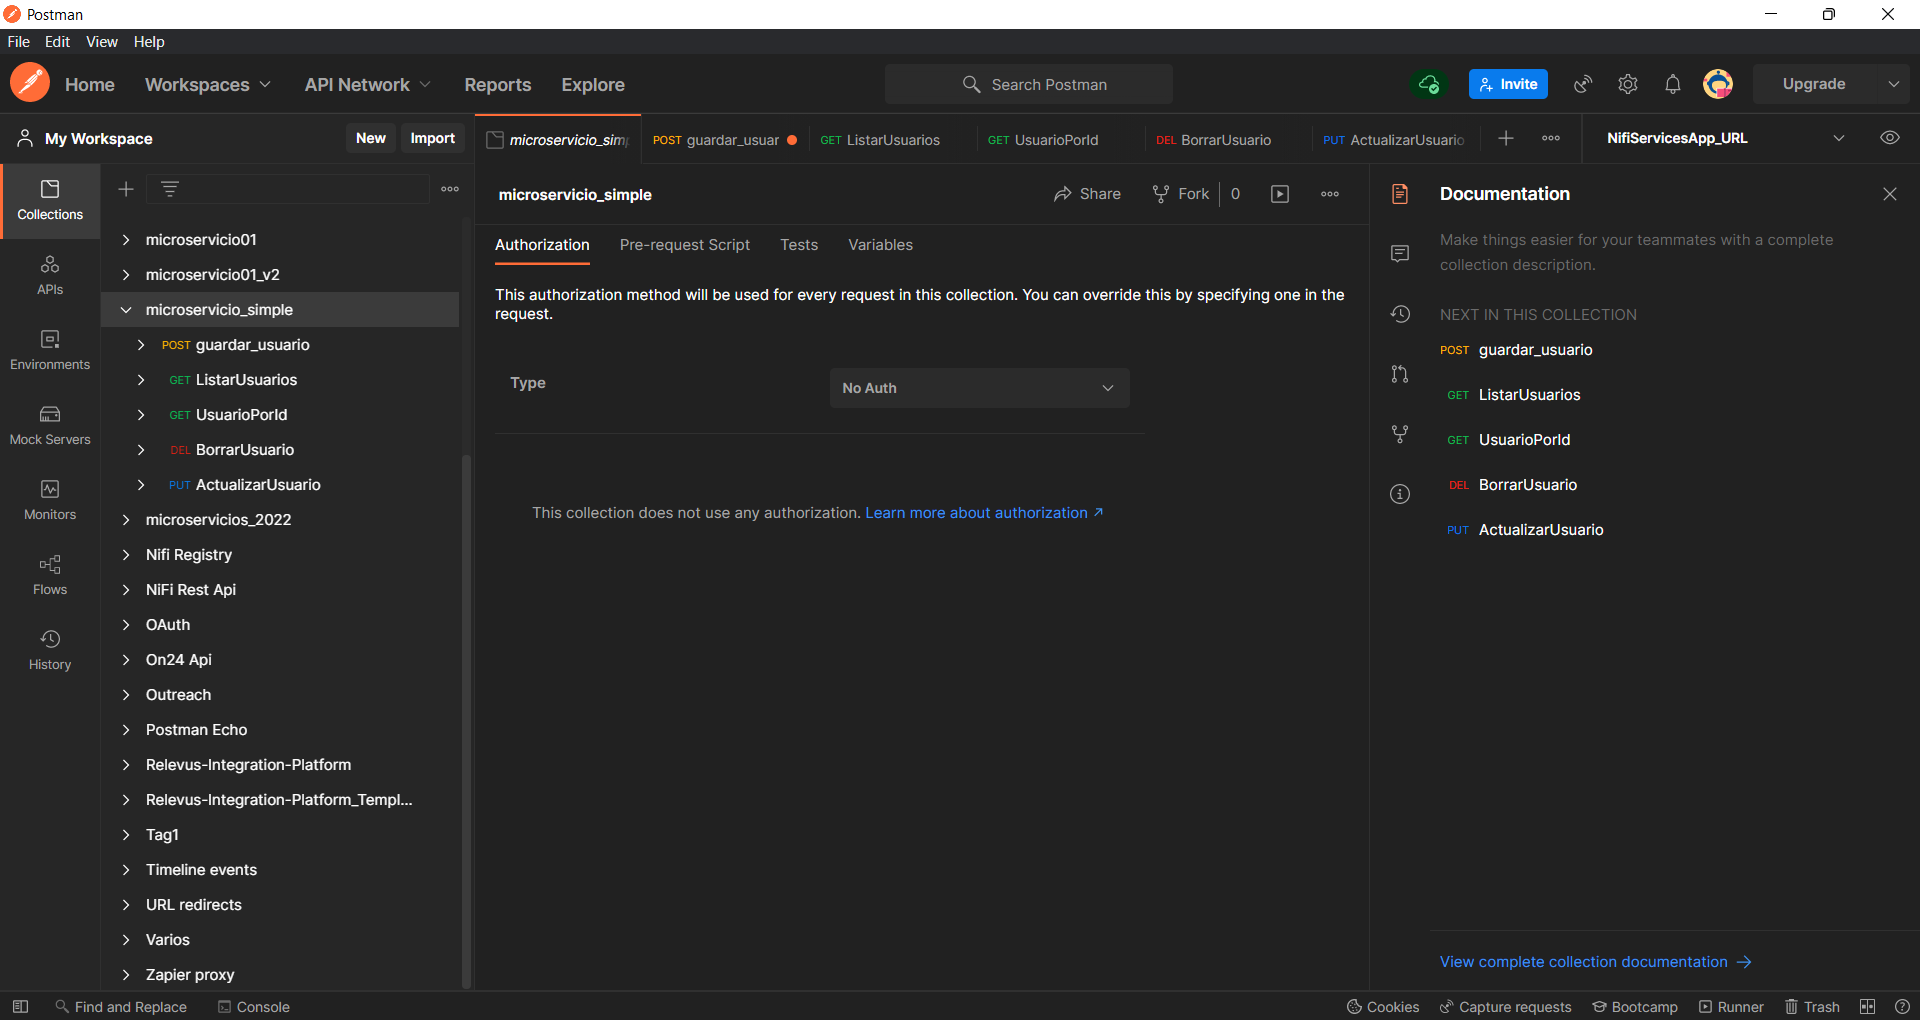 Postman
File Edit View Help
Home Workspaces API Network Reports Explore Search Postman Invite Upgrade
My Workspace New Import microservicio_sim POST guardar_usuar GET ListarUsuarios GET UsuarioPorId DEL BorrarUsuario PUT ActualizarUsuario NifiServicesApp_URL
Collections
APIs
Environments
Mock Servers
Monitors
Flows
History
microservicio01
microservicio01_v2
microservicio_simple
POST guardar_usuario
GET ListarUsuarios
GET UsuarioPorId
DEL BorrarUsuario
PUT ActualizarUsuario
microservicios_2022
Nifi Registry
NiFi Rest Api
OAuth
On24 Api
Outreach
Postman Echo
Relevus-Integration-Platform
Relevus-Integration-Platform_Templ...
Tag1
Timeline events
URL redirects
Varios
Zapier proxy
microservicio_simple Share Fork 0
Authorization Pre-request Script Tests Variables
This authorization method will be used for every request in this collection. You can override this by specifying one in the
request.
Type No Auth
This collection does not use any authorization. Learn more about authorization ↗
Documentation
Make things easier for your teammates with a complete
collection description.
NEXT IN THIS COLLECTION
POST guardar_usuario
GET ListarUsuarios
GET UsuarioPorId
DEL BorrarUsuario
PUT ActualizarUsuario
View complete collection documentation →
Find and Replace Console Cookies Capture requests Bootcamp Runner Trash